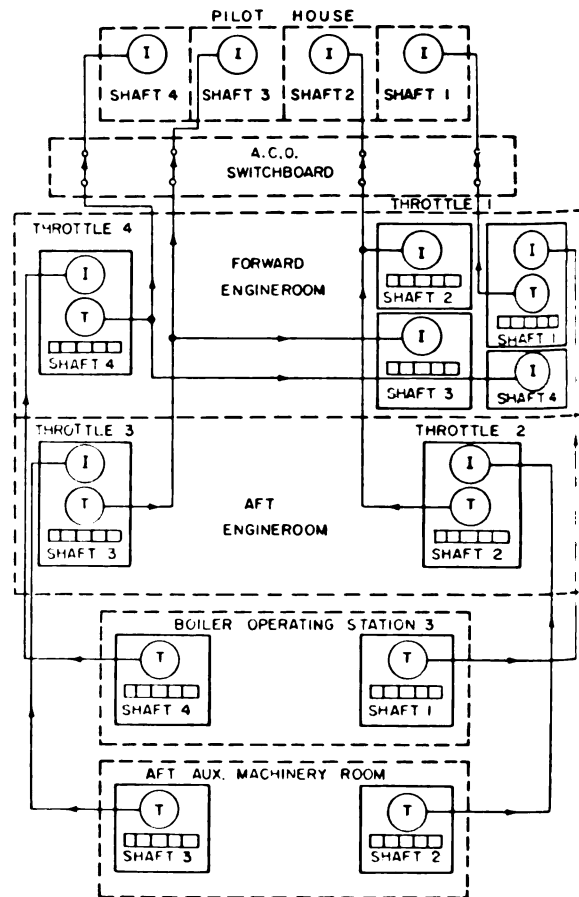 PILOT HOUSE
I
I
I
I
SHAFT 4
SHAFT 3
SHAFT 2
SHAFT 1
A.C.O.
SWITCHBOARD
THROTTLE 1
THROTTLE 4
FORWARD
ENGINEROOM
I
T
SHAFT 4
I
SHAFT 2
I
T
SHAFT 1
I
SHAFT 3
I
SHAFT 4
THROTTLE 3
THROTTLE 2
I
T
SHAFT 3
AFT
ENGINEROOM
I
T
SHAFT 2
BOILER OPERATING STATION 3
T
SHAFT 4
T
SHAFT 1
AFT AUX. MACHINERY ROOM
T
SHAFT 3
T
SHAFT 2